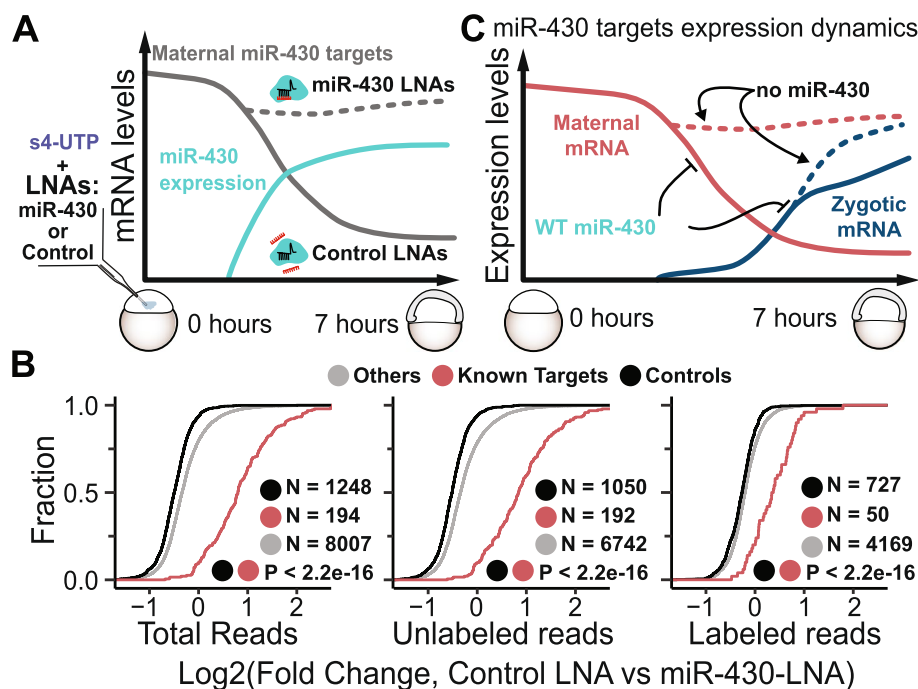 A
Maternal miR-430 targets
miR-430 LNAs
mRNA levels
miR-430
expression
Control LNAs
s4-UTP
+
LNAs:
miR-430
or
Control
0 hours
7 hours
C miR-430 targets expression dynamics
no miR-430
Expression levels
Maternal
mRNA
WT miR-430
Zygotic
mRNA
0 hours
7 hours
B
Others Known Targets Controls
Fraction
1.0
0.5
0.0
N = 1248
N = 194
N = 8007
P < 2.2e-16
−1 0 1 2
Total Reads
N = 1050
N = 192
N = 6742
P < 2.2e-16
−1 0 1 2
Unlabeled reads
N = 727
N = 50
N = 4169
P < 2.2e-16
−1 0 1 2
Labeled reads
Log2(Fold Change, Control LNA vs miR-430-LNA)